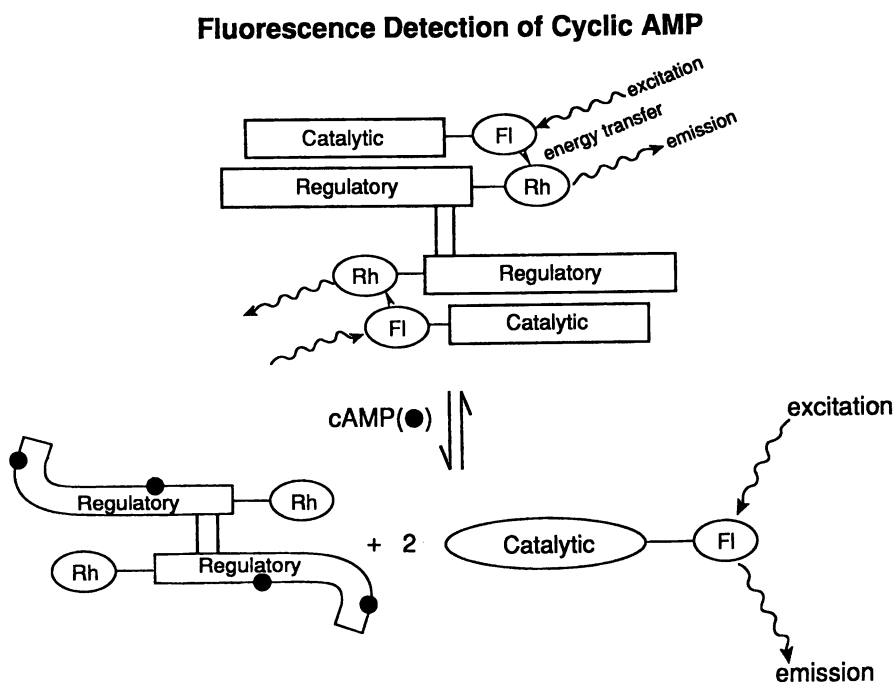 Fluorescence Detection of Cyclic AMP
excitation
Catalytic
Fl
energy transfer
emission
Regulatory
Rh
Rh
Regulatory
Fl
Catalytic
cAMP(●)
excitation
Regulatory
Rh
+ 2
Catalytic
Fl
Rh
Regulatory
emission